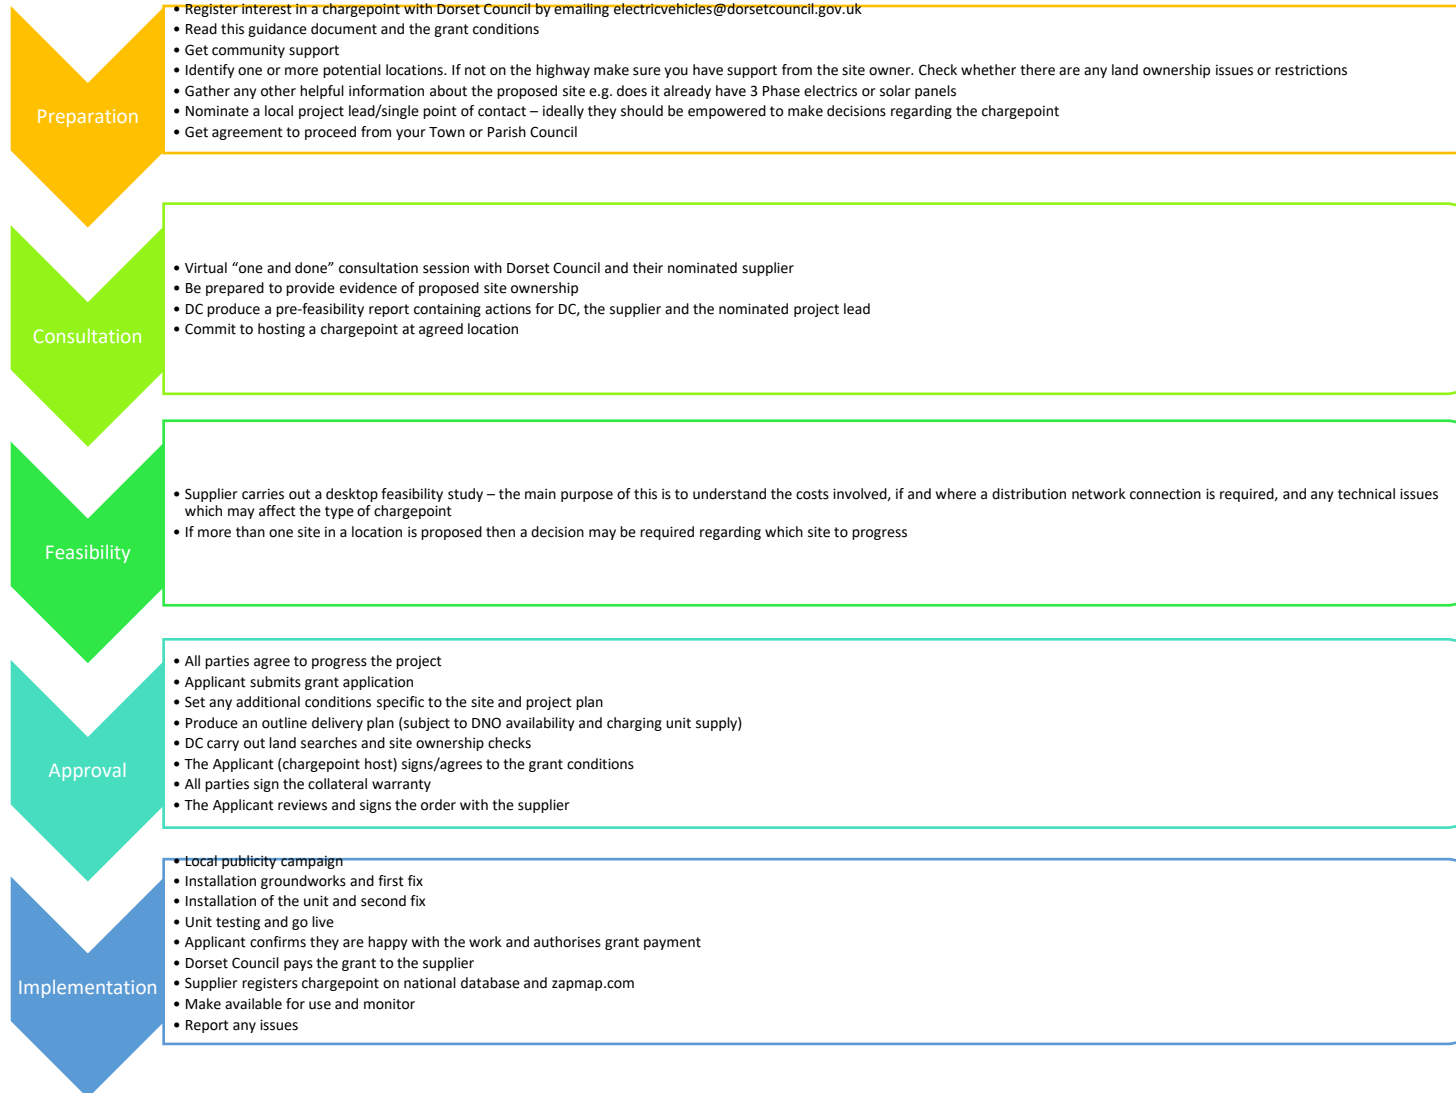 Preparation
• Register interest in a chargepoint with Dorset Council by emailing electricvehicles@dorsetcouncil.gov.uk
• Read this guidance document and the grant conditions
• Get community support
• Identify one or more potential locations. If not on the highway make sure you have support from the site owner. Check whether there are any land ownership issues or restrictions
• Gather any other helpful information about the proposed site e.g. does it already have 3 Phase electrics or solar panels
• Nominate a local project lead/single point of contact – ideally they should be empowered to make decisions regarding the chargepoint
• Get agreement to proceed from your Town or Parish Council
Consultation
• Virtual “one and done” consultation session with Dorset Council and their nominated supplier
• Be prepared to provide evidence of proposed site ownership
• DC produce a pre-feasibility report containing actions for DC, the supplier and the nominated project lead
• Commit to hosting a chargepoint at agreed location
Feasibility
• Supplier carries out a desktop feasibility study – the main purpose of this is to understand the costs involved, if and where a distribution network connection is required, and any technical issues
which may affect the type of chargepoint
• If more than one site in a location is proposed then a decision may be required regarding which site to progress
Approval
• All parties agree to progress the project
• Applicant submits grant application
• Set any additional conditions specific to the site and project plan
• Produce an outline delivery plan (subject to DNO availability and charging unit supply)
• DC carry out land searches and site ownership checks
• The Applicant (chargepoint host) signs/agrees to the grant conditions
• All parties sign the collateral warranty
• The Applicant reviews and signs the order with the supplier
Implementation
• Local publicity campaign
• Installation groundworks and first fix
• Installation of the unit and second fix
• Unit testing and go live
• Applicant confirms they are happy with the work and authorises grant payment
• Dorset Council pays the grant to the supplier
• Supplier registers chargepoint on national database and zapmap.com
• Make available for use and monitor
• Report any issues